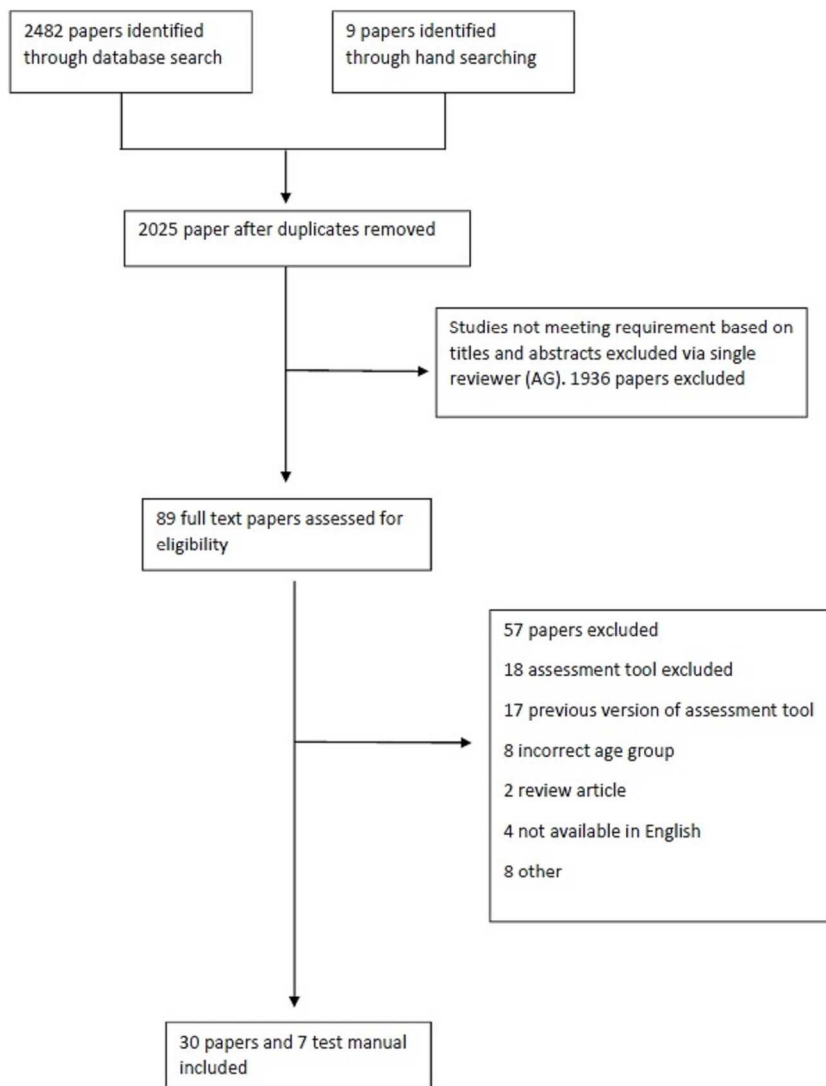 2482 papers identified
through database search
9 papers identified
through hand searching
2025 paper after duplicates removed
Studies not meeting requirement based on
titles and abstracts excluded via single
reviewer (AG). 1936 papers excluded
89 full text papers assessed for
eligibility
57 papers excluded
18 assessment tool excluded
17 previous version of assessment tool
8 incorrect age group
2 review article
4 not available in English
8 other
30 papers and 7 test manual
included